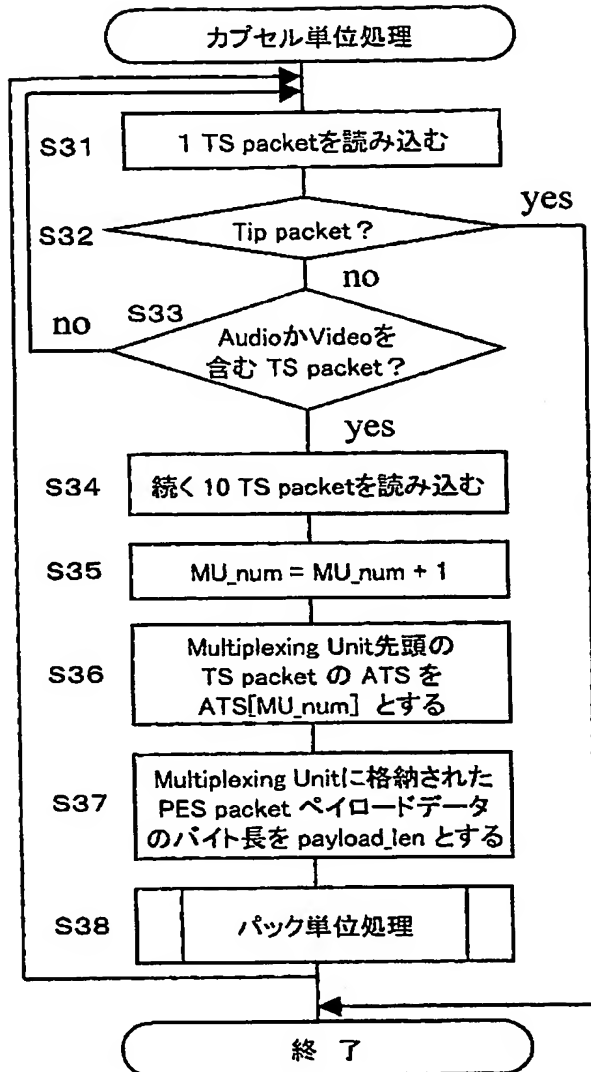 カプセル単位処理
S31
1 TS packetを読み込む
yes
S32
Tip packet?
no
no
S33
AudioかVideoを
含む TS packet?
yes
S34
続く 10 TS packetを読み込む
S35
MU_num = MU_num + 1
S36
Multiplexing Unit先頭の
TS packet の ATS を
ATS[MU_num] とする
S37
Multiplexing Unitに格納された
PES packet ペイロードデータ
のバイト長を payload_len とする
S38
パック単位処理
終 了